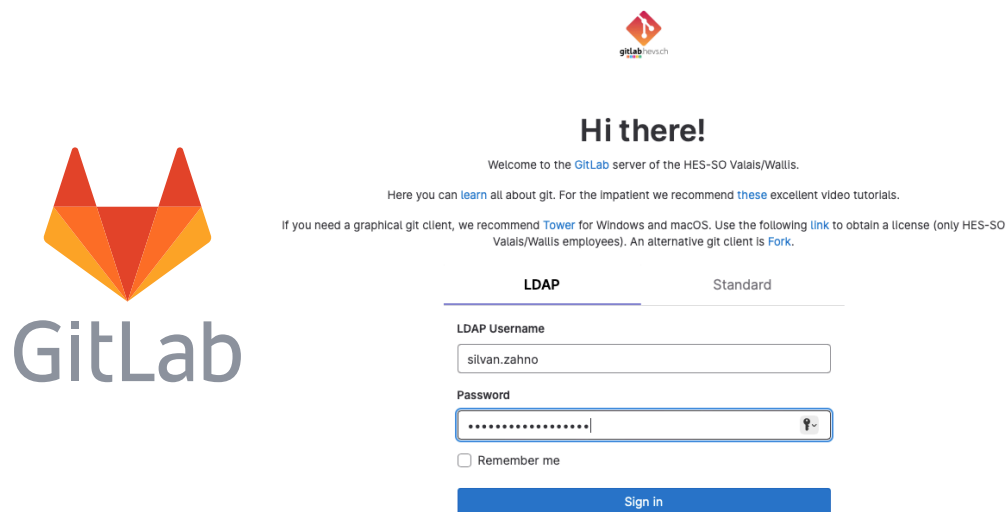 gitlab.hevs.ch
Hi there!
Welcome to the GitLab server of the HES-SO Valais/Wallis.
Here you can learn all about git. For the impatient we recommend these excellent video tutorials.
If you need a graphical git client, we recommend Tower for Windows and macOS. Use the following link to obtain a license (only HES-SO
Valais/Wallis employees). An alternative git client is Fork.
GitLab
LDAP
Standard
LDAP Username
silvan.zahno
Password
Remember me
Sign in